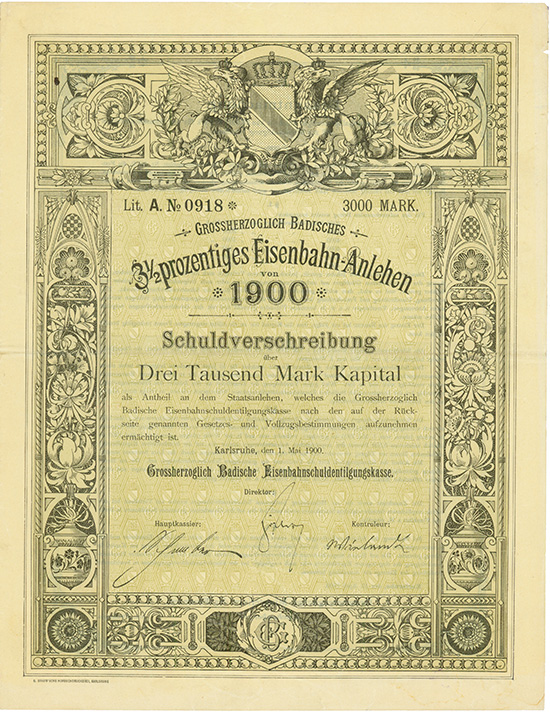 Lit. A. № 0918 * 3000 MARK.
GROSSHERZOGLICH BADISCHES
3½ prozentiges Eisenbahn-Anlehen
von
* 1900 *
Schuldverschreibung
über
Drei Tausend Mark Kapital
als Antheil an dem Staatsanlehen, welches die Grossherzoglich
Badische Eisenbahnschuldentilgungskasse nach den auf der Rück-
seite genannten Gesetzes- und Vollzugsbestimmungen aufzunehmen
ermächtigt ist.
Karlsruhe, den 1. Mai 1900.
Grossherzoglich Badische Eisenbahnschuldentilgungskasse.
Direktor:
Hauptkassier: Kontroleur: